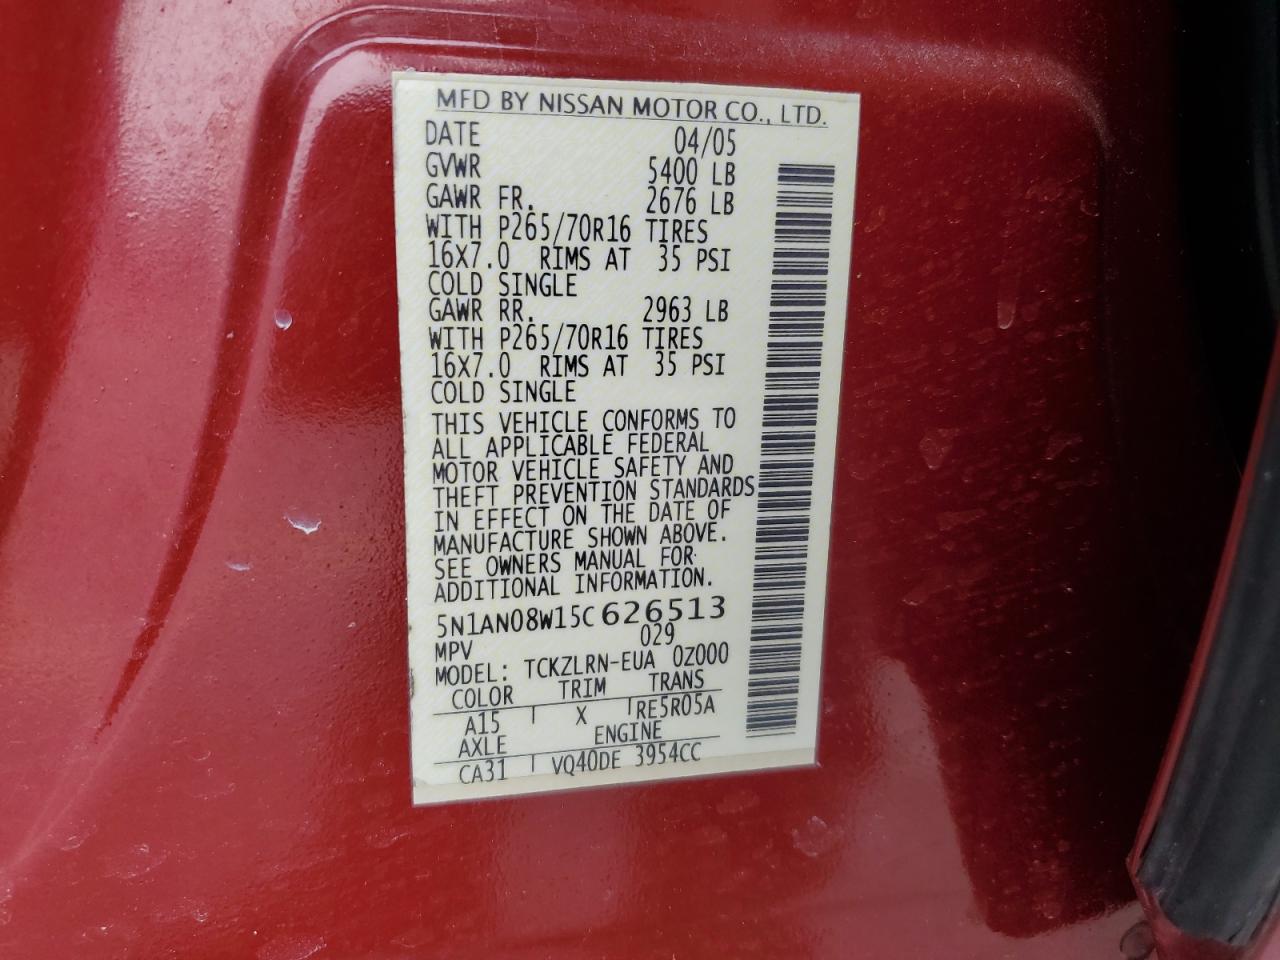 MFD BY NISSAN MOTOR CO., LTD.
DATE 04/05
GVWR 5400 LB
GAWR FR. 2676 LB
WITH P265/70R16 TIRES
16X7.0 RIMS AT 35 PSI
COLD SINGLE
GAWR RR. 2963 LB
WITH P265/70R16 TIRES
16X7.0 RIMS AT 35 PSI
COLD SINGLE
THIS VEHICLE CONFORMS TO
ALL APPLICABLE FEDERAL
MOTOR VEHICLE SAFETY AND
THEFT PREVENTION STANDARDS
IN EFFECT ON THE DATE OF
MANUFACTURE SHOWN ABOVE.
SEE OWNERS MANUAL FOR
ADDITIONAL INFORMATION.
5N1AN08W15C626513
MPV 029
MODEL: TCKZLRN-EUA 0Z000
COLOR TRIM TRANS
A15 X RE5R05A
AXLE ENGINE
CA31 VQ40DE 3954CC